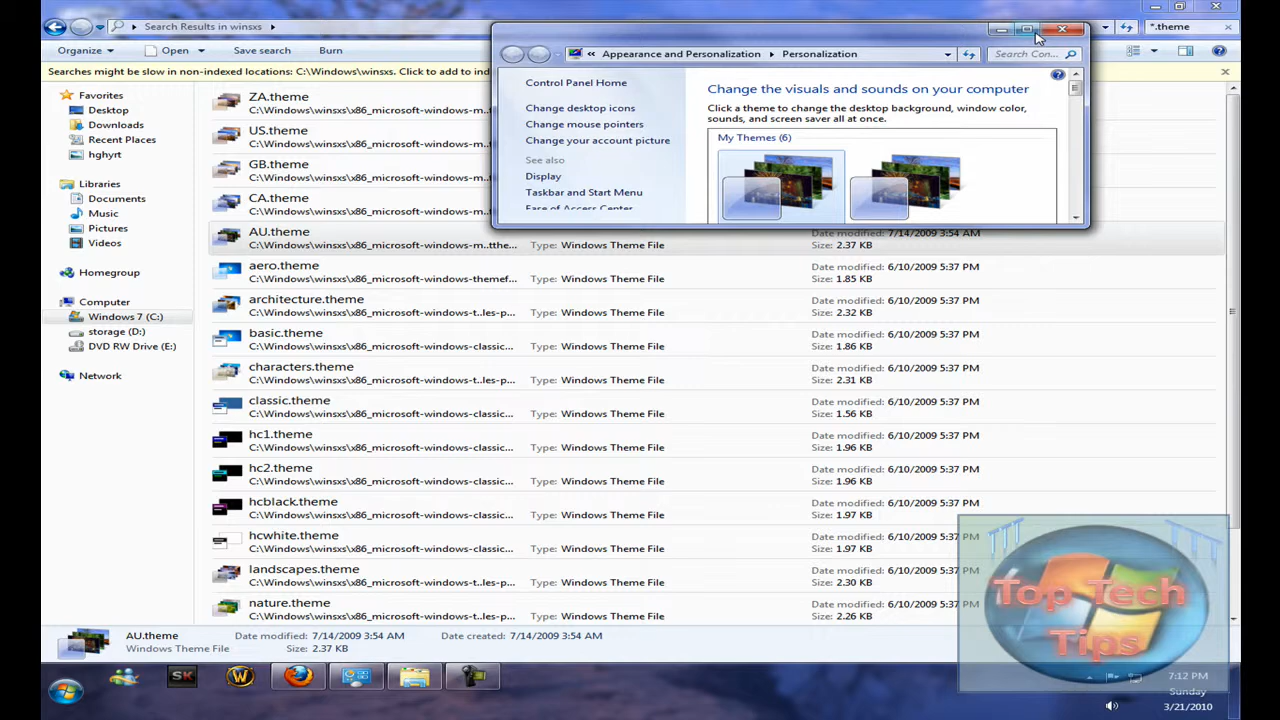 Search Results in winsxs
*.theme
Organize Open Save search Burn
Searches might be slow in non-indexed locations: C:\Windows\winsxs. Click to add to ind
Favorites
Desktop
Downloads
Recent Places
hghyrt
Libraries
Documents
Music
Pictures
Videos
Homegroup
Computer
Windows 7 (C:)
storage (D:)
DVD RW Drive (E:)
Network
ZA.theme
C:\Windows\winsxs\x86_microsoft-windows-m..tthe...
US.theme
C:\Windows\winsxs\x86_microsoft-windows-m..tthe...
GB.theme
C:\Windows\winsxs\x86_microsoft-windows-m..tthe...
CA.theme
C:\Windows\winsxs\x86_microsoft-windows-m..tthe...
AU.theme Date modified: 7/14/2009 3:54 AM
C:\Windows\winsxs\x86_microsoft-windows-m..tthe... Type: Windows Theme File Size: 2.37 KB
aero.theme Date modified: 6/10/2009 5:37 PM
C:\Windows\winsxs\x86_microsoft-windows-themef... Type: Windows Theme File Size: 1.85 KB
architecture.theme Date modified: 6/10/2009 5:37 PM
C:\Windows\winsxs\x86_microsoft-windows-t..les-p... Type: Windows Theme File Size: 2.32 KB
basic.theme Date modified: 6/10/2009 5:37 PM
C:\Windows\winsxs\x86_microsoft-windows-classic... Type: Windows Theme File Size: 1.86 KB
characters.theme Date modified: 6/10/2009 5:37 PM
C:\Windows\winsxs\x86_microsoft-windows-t..les-p... Type: Windows Theme File Size: 2.31 KB
classic.theme Date modified: 6/10/2009 5:37 PM
C:\Windows\winsxs\x86_microsoft-windows-classic... Type: Windows Theme File Size: 1.56 KB
hc1.theme Date modified: 6/10/2009 5:37 PM
C:\Windows\winsxs\x86_microsoft-windows-classic... Type: Windows Theme File Size: 1.96 KB
hc2.theme Date modified: 6/10/2009 5:37 PM
C:\Windows\winsxs\x86_microsoft-windows-classic... Type: Windows Theme File Size: 1.96 KB
hcblack.theme Date modified: 6/10/2009 5:37 PM
C:\Windows\winsxs\x86_microsoft-windows-classic... Type: Windows Theme File Size: 1.97 KB
hcwhite.theme Date modified: 6/10/2009 5:37 PM
C:\Windows\winsxs\x86_microsoft-windows-classic... Type: Windows Theme File Size: 1.97 KB
landscapes.theme Date modified: 6/10/2009 5:37 PM
C:\Windows\winsxs\x86_microsoft-windows-t..les-p... Type: Windows Theme File Size: 2.30 KB
nature.theme Date modified: 6/10/2009 5:37 PM
C:\Windows\winsxs\x86_microsoft-windows-t..les-p... Type: Windows Theme File Size: 2.26 KB
AU.theme Date modified: 7/14/2009 3:54 AM Date created: 7/14/2009 3:54 AM
Windows Theme File Size: 2.37 KB
« Appearance and Personalization Personalization
Search Con...
Control Panel Home
Change desktop icons
Change mouse pointers
Change your account picture
See also
Display
Taskbar and Start Menu
Ease of Access Center
Change the visuals and sounds on your computer
Click a theme to change the desktop background, window color,
sounds, and screen saver all at once.
My Themes (6)
TTT
Top Tech
Tips
SK
W
7:12 PM
Sunday
3/21/2010